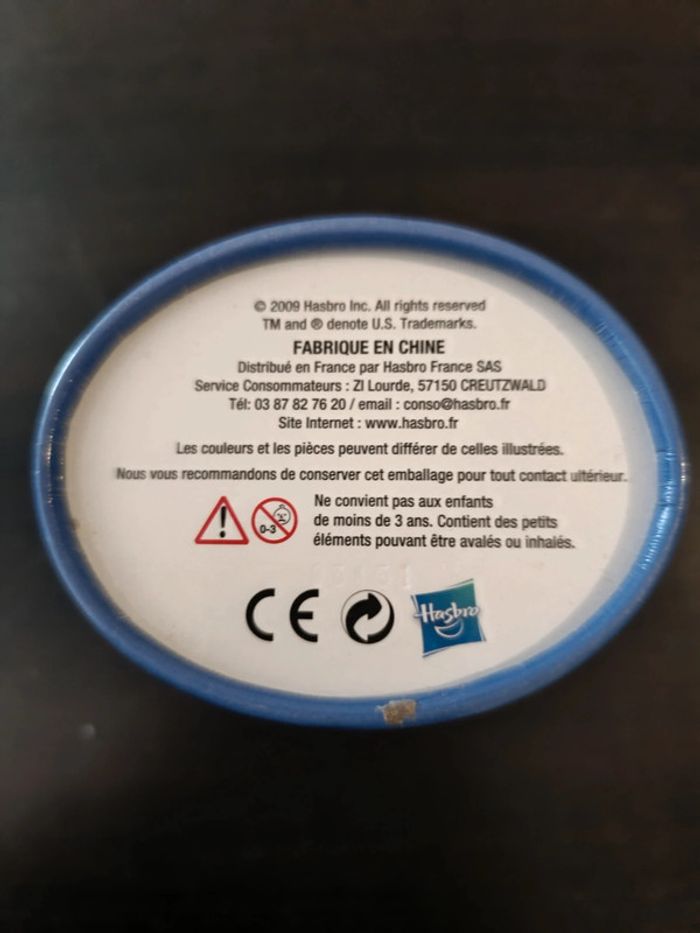 © 2009 Hasbro Inc. All rights reserved
TM and ® denote U.S. Trademarks.
FABRIQUE EN CHINE
Distribué en France par Hasbro France SAS
Service Consommateurs : ZI Lourde, 57150 CREUTZWALD
Tél: 03 87 82 76 20 / email : conso@hasbro.fr
Site Internet : www.hasbro.fr
Les couleurs et les pièces peuvent différer de celles illustrées.
Nous vous recommandons de conserver cet emballage pour tout contact ultérieur.
Ne convient pas aux enfants
de moins de 3 ans. Contient des petits
éléments pouvant être avalés ou inhalés.
0-3
CE
Hasbro